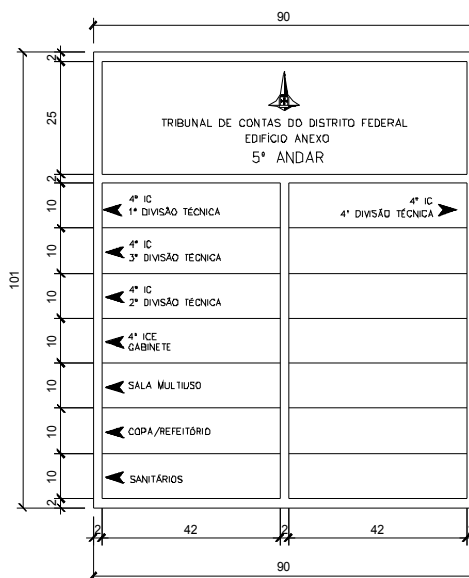 90
2
25
2
10
10
10
10
10
10
10
2
101
TRIBUNAL DE CONTAS DO DISTRITO FEDERAL
EDIFÍCIO ANEXO
5° ANDAR
4ª IC
1ª DIVISÃO TÉCNICA
4ª IC
4ª DIVISÃO TÉCNICA
4ª IC
3ª DIVISÃO TÉCNICA
4ª IC
2ª DIVISÃO TÉCNICA
4ª ICE
GABINETE
SALA MULTIUSO
COPA/REFEITÓRIO
SANITÁRIOS
2 42 2 42 2
90